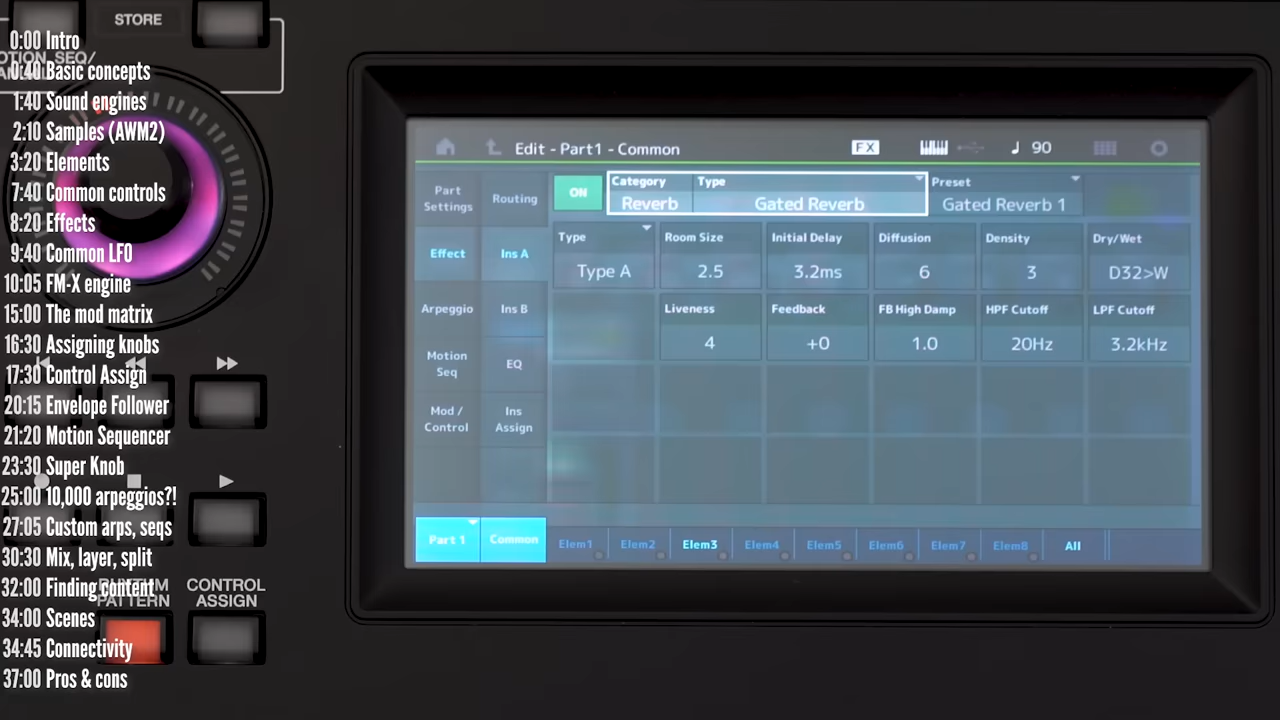 STORE
0:00 Intro
0:40 Basic concepts
1:40 Sound engines
2:10 Samples (AWM2)
3:20 Elements
7:40 Common controls
8:20 Effects
9:40 Common LFO
10:05 FM-X engine
15:00 The mod matrix
16:30 Assigning knobs
17:30 Control Assign
20:15 Envelope Follower
21:20 Motion Sequencer
23:30 Super Knob
25:00 10,000 arpeggios?!
27:05 Custom arps, seqs
30:30 Mix, layer, split
32:00 Finding content
34:00 Scenes
34:45 Connectivity
37:00 Pros & cons
SEQ/
PATTERN
CONTROL
ASSIGN
Edit - Part1 - Common
FX
90
Part
Settings
Effect
Arpeggio
Motion
Seq
Mod /
Control
Routing
Ins A
Ins B
EQ
Ins
Assign
ON
Category
Reverb
Type
Gated Reverb
Preset
Gated Reverb 1
Type
Type A
Room Size
2.5
Initial Delay
3.2ms
Diffusion
6
Density
3
Dry/Wet
D32>W
Liveness
4
Feedback
+0
FB High Damp
1.0
HPF Cutoff
20Hz
LPF Cutoff
3.2kHz
Part 1
Common
Elem1
Elem2
Elem3
Elem4
Elem5
Elem6
Elem7
Elem8
All